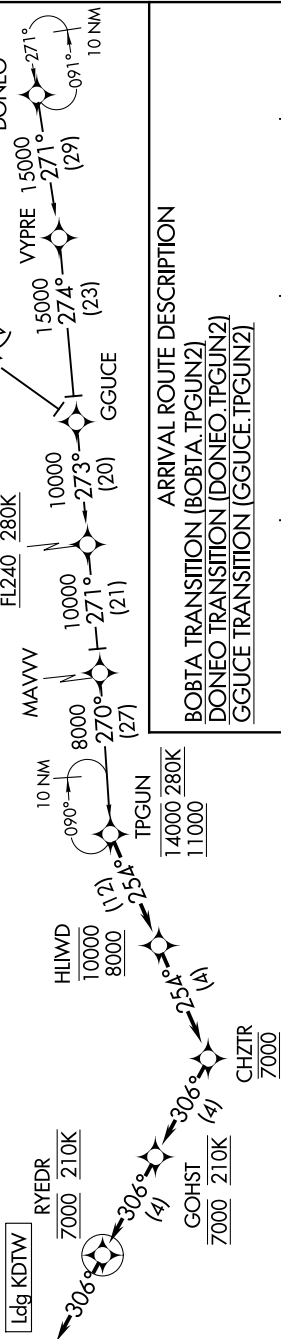 DONEO
271°
091°
10 NM
15000
271°
(29)
VYPRE
15000
274°
(23)
GGUCE
10000
273°
(20)
FL240 280K
10000
271°
(21)
MAVVV
8000
270°
(27)
10 NM
090°
TPGUN
14000 280K
11000
(12)
254°
HLIWD
10000
8000
254°
(4)
CHZTR
7000
306°
(4)
GOHST
7000 210K
306°
(4)
RYEDR
7000 210K
306°
Ldg KDTW
ARRIVAL ROUTE DESCRIPTION
BOBTA TRANSITION (BOBTA.TPGUN2)
DONEO TRANSITION (DONEO.TPGUN2)
GGUCE TRANSITION (GGUCE.TPGUN2)